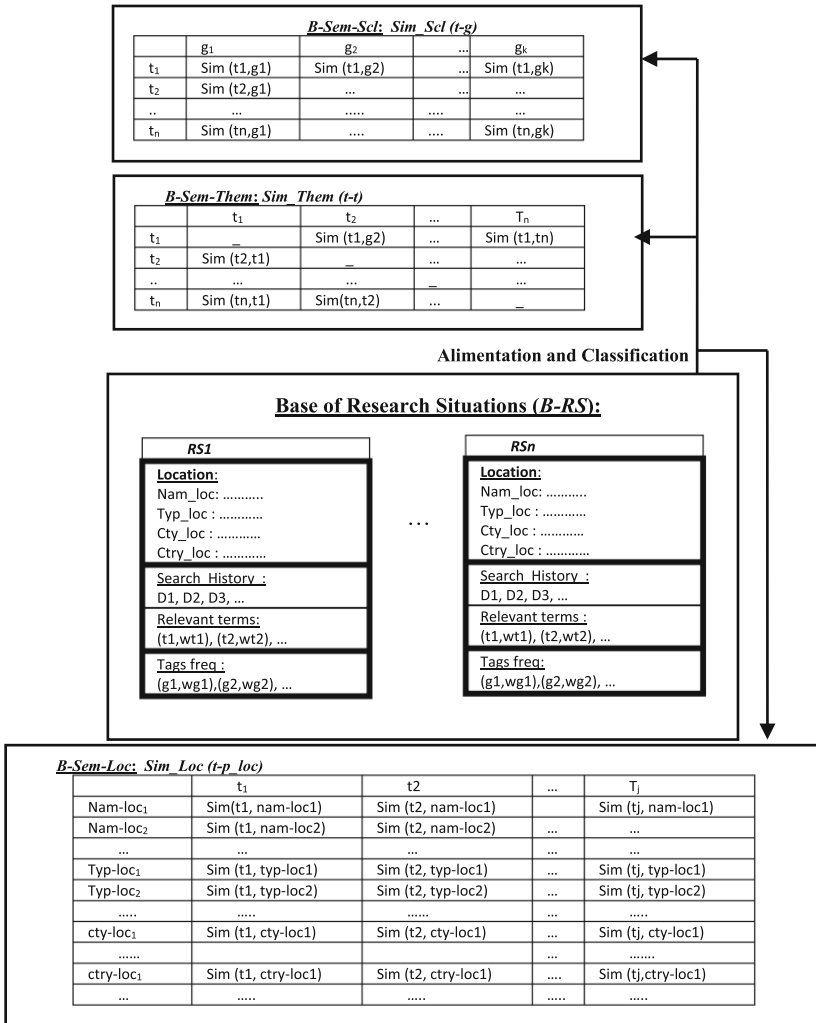 B-Sem-Scl: Sim_Scl (t-g)
g1 g2 ... gk
t1 Sim (t1,g1) Sim (t1,g2) ... Sim (t1,gk)
t2 Sim (t2,g1) ... ... ...
.. ... ..... .... ...
tn Sim (tn,g1) .... .... Sim (tn,gk)
B-Sem-Them: Sim_Them (t-t)
t1 t2 ... Tn
t1 _ Sim (t1,g2) ... Sim (t1,tn)
t2 Sim (t2,t1) _ ... ...
.. ... ... _ ...
tn Sim (tn,t1) Sim(tn,t2) ... _
Alimentation and Classification
Base of Research Situations (B-RS):
RS1
Location:
Nam_loc: ...........
Typ_loc : ............
Cty_loc : ............
Ctry_loc : ............
Search History :
D1, D2, D3, ...
Relevant terms:
(t1,wt1), (t2,wt2), ...
Tags freq :
(g1,wg1),(g2,wg2), ...
...
RSn
Location:
Nam_loc: ...........
Typ_loc : ............
Cty_loc : ............
Ctry_loc : ............
Search History :
D1, D2, D3, ...
Relevant terms:
(t1,wt1), (t2,wt2), ...
Tags freq:
(g1,wg1),(g2,wg2), ...
B-Sem-Loc: Sim_Loc (t-p_loc)
t1 t2 ... Tj
Nam-loc1 Sim(t1, nam-loc1) Sim (t2, nam-loc1) Sim (tj, nam-loc1)
Nam-loc2 Sim (t1, nam-loc2) Sim (t2, nam-loc2) ... ...
... ... ... ... ...
Typ-loc1 Sim (t1, typ-loc1) Sim (t2, typ-loc1) ... Sim (tj, typ-loc1)
Typ-loc2 Sim (t1, typ-loc2) Sim (t2, typ-loc2) ... Sim (tj, typ-loc2)
..... ..... ...... ... .....
cty-loc1 Sim (t1, cty-loc1) Sim (t2, cty-loc1) ... Sim (tj, cty-loc1)
...... ... .......
ctry-loc1 Sim (t1, ctry-loc1) Sim (t2, ctry-loc1) .... Sim (tj,ctry-loc1)
... ..... ..... ..... .....